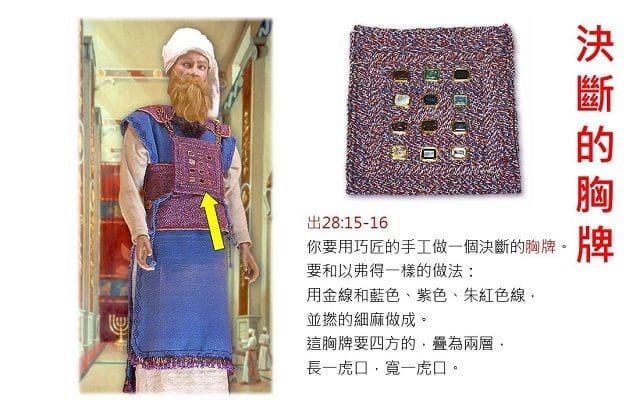 決斷的胸牌
出28:15-16
你要用巧匠的手工做一個決斷的胸牌。
要和以弗得一樣的做法：
用金線和藍色、紫色、朱紅色線，
並撚的細麻做成。
這胸牌要四方的，疊為兩層，
長一虎口，寬一虎口。